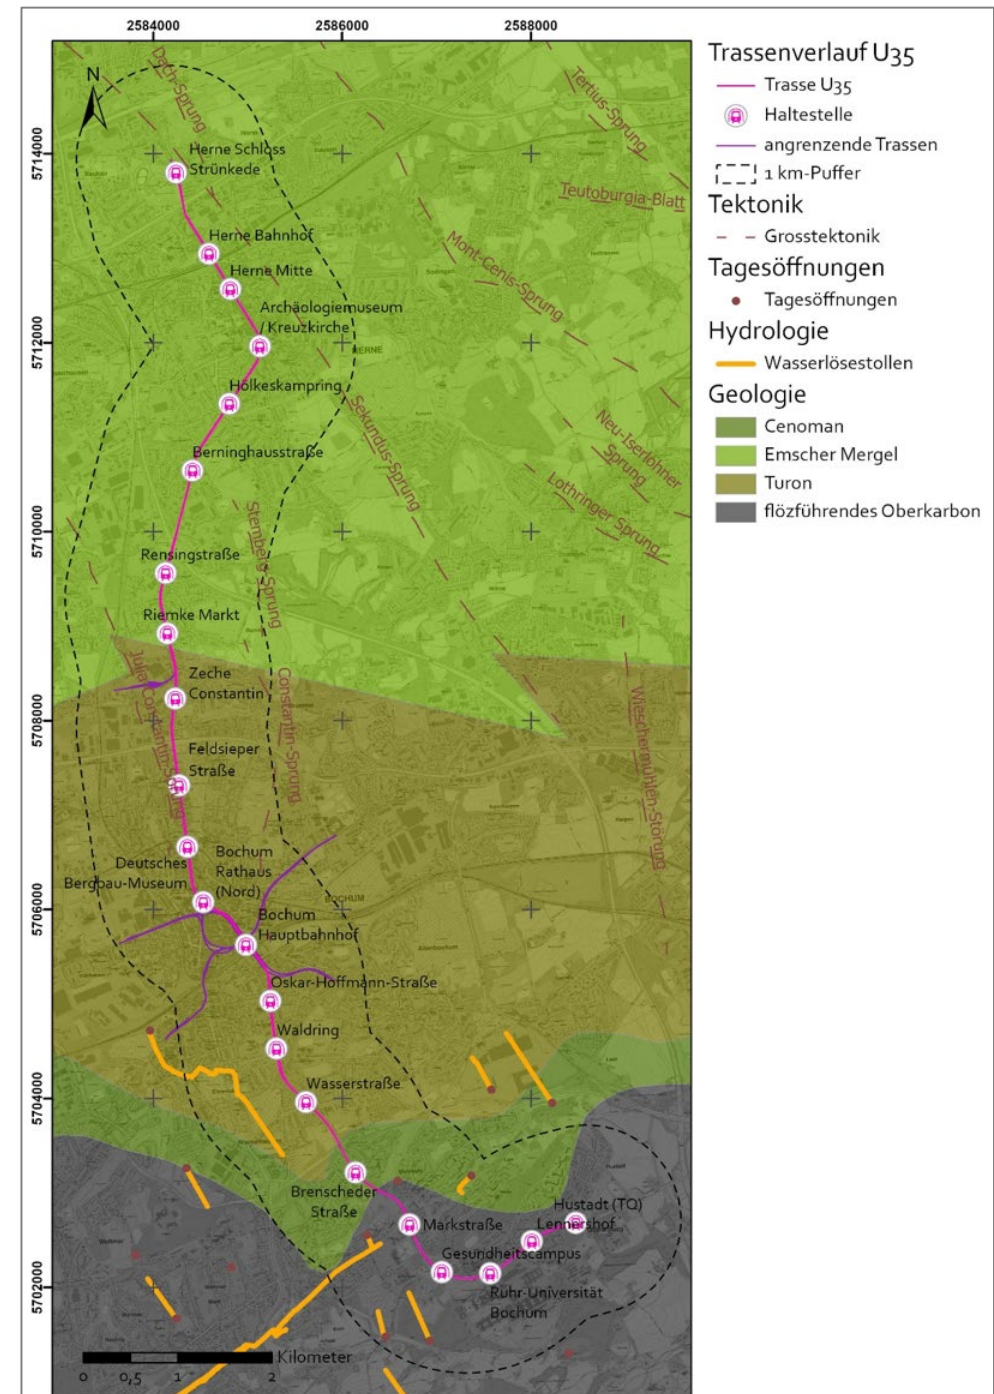 2584000
2586000
2588000
5714000
5712000
5710000
5708000
5706000
5704000
5702000
N
Dach-Sprung
Tertius-Sprung
Herne Schloss
Strünkede
Teutoburgia-Blatt
Herne Bahnhof
Mont-Cenis-Sprung
Herne Mitte
Archäologiemuseum
/ Kreuzkirche
HERNE
Hölkeskampring
Sekundus-Sprung
Neu-Iserlohner
Sprung
Berninghausstraße
Lothringer Sprung
Sternberg-Sprung
Rensingstraße
Riemke Markt
Julia-Constantin-Sprung
Zeche
Constantin
Constantin-Sprung
Wieschermühlen-Störung
Feldsieper
Straße
Deutsches
Bergbau-Museum
Bochum
Rathaus
(Nord)
BOCHUM
Bochum
Hauptbahnhof
Oskar-Hoffmann-Straße
Waldring
Wasserstraße
Brenscheder
Straße
Markstraße
Hustadt (TQ)
Lennershof
Gesundheitscampus
Ruhr-Universität
Bochum
Kilometer
0 0,5 1 2
Trassenverlauf U35
Trasse U35
Haltestelle
angrenzende Trassen
1 km-Puffer
Tektonik
Grosstektonik
Tagesöffnungen
Tagesöffnungen
Hydrologie
Wasserlösestollen
Geologie
Cenoman
Emscher Mergel
Turon
flözführendes Oberkarbon